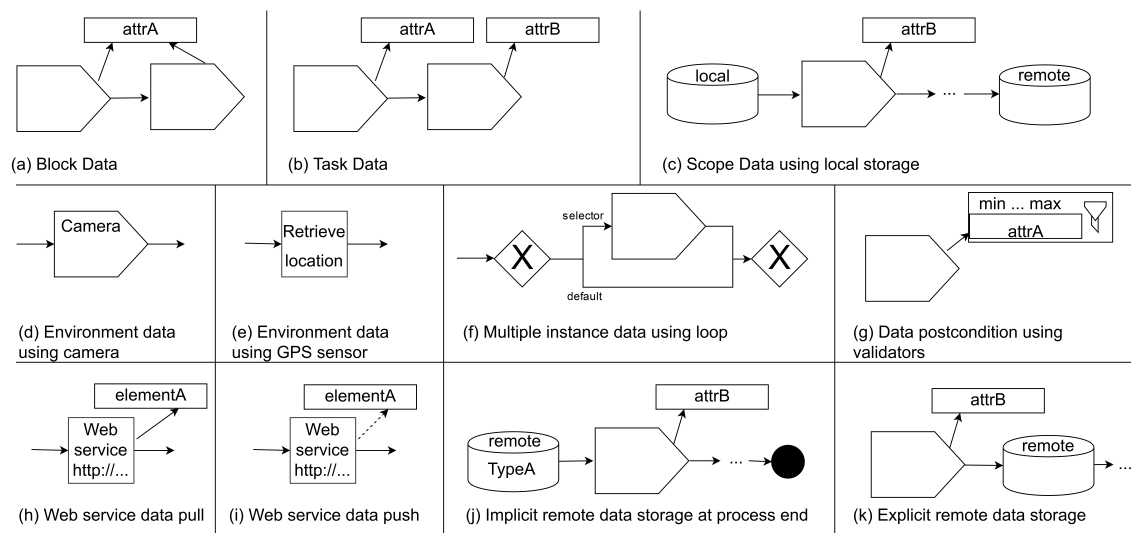 attrA
(a) Block Data
attrA
attrB
(b) Task Data
local
attrB
...
remote
(c) Scope Data using local storage
Camera
(d) Environment data
using camera
Retrieve
location
(e) Environment data
using GPS sensor
X
selector
default
X
(f) Multiple instance data using loop
min ... max
attrA
(g) Data postcondition using
validators
elementA
Web
service
http://...
(h) Web service data pull
elementA
Web
service
http://...
(i) Web service data push
remote
TypeA
attrB
...
(j) Implicit remote data storage at process end
attrB
remote
...
(k) Explicit remote data storage